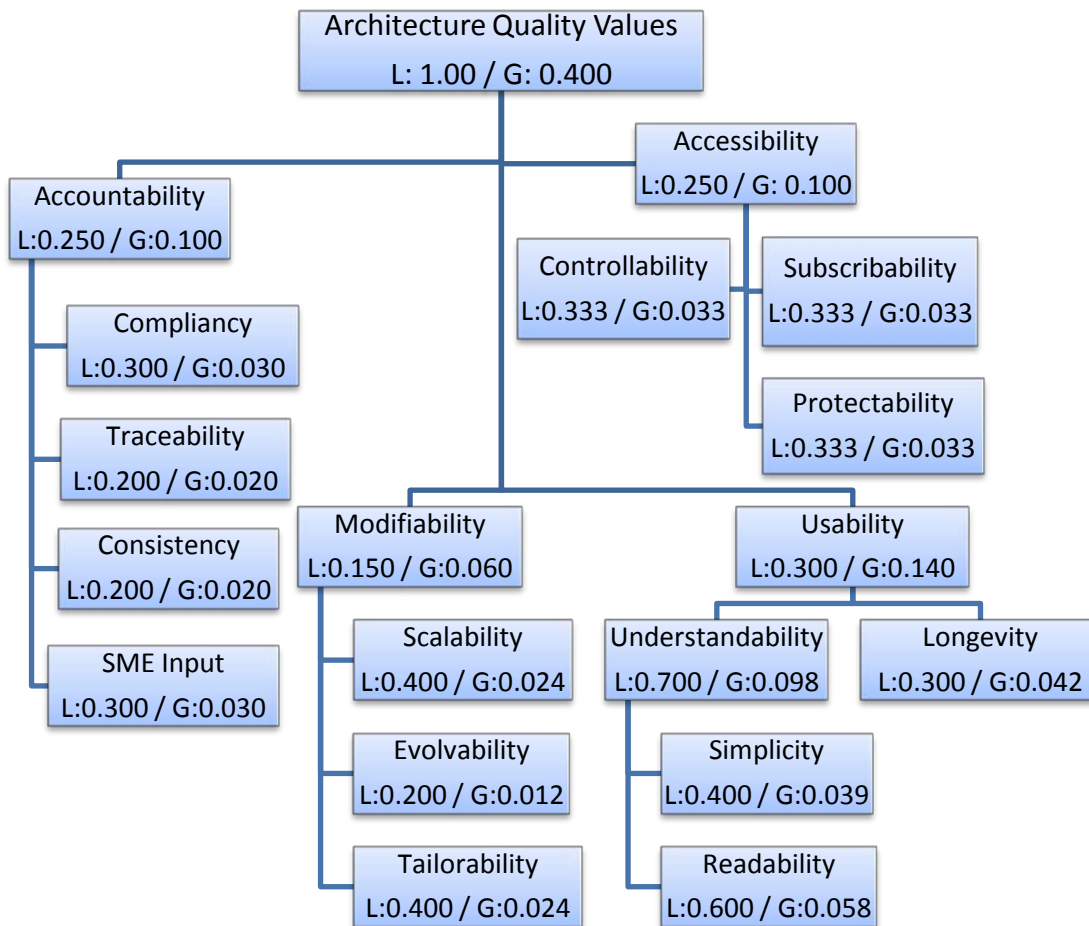 Architecture Quality Values
L: 1.00 / G: 0.400
Accessibility
L:0.250 / G: 0.100
Accountability
L:0.250 / G:0.100
Controllability
L:0.333 / G:0.033
Subscribability
L:0.333 / G:0.033
Compliancy
L:0.300 / G:0.030
Protectability
L:0.333 / G:0.033
Traceability
L:0.200 / G:0.020
Consistency
L:0.200 / G:0.020
SME Input
L:0.300 / G:0.030
Modifiability
L:0.150 / G:0.060
Usability
L:0.300 / G:0.140
Scalability
L:0.400 / G:0.024
Understandability
L:0.700 / G:0.098
Longevity
L:0.300 / G:0.042
Evolvability
L:0.200 / G:0.012
Simplicity
L:0.400 / G:0.039
Tailorability
L:0.400 / G:0.024
Readability
L:0.600 / G:0.058